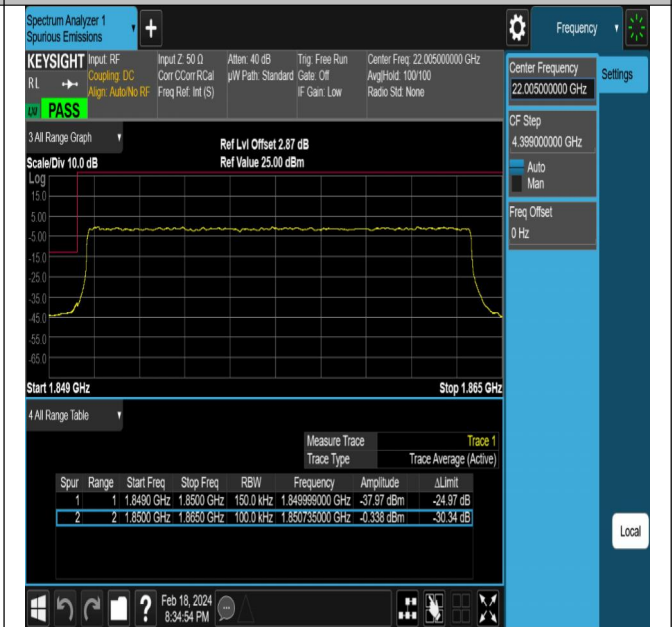 Spectrum Analyzer 1
Spurious Emissions
+
Frequency
KEYSIGHT Input: RF Input Z: 50 Ω Atten: 40 dB Trig: Free Run Center Freq: 22.005000000 GHz
RL Coupling: DC Corr CCorr RCal µW Path: Standard Gate: Off Avg|Hold: 100/100
Align: Auto/No RF Freq Ref: Int (S) IF Gain: Low Radio Std: None
PASS
Center Frequency
22.005000000 GHz
Settings
CF Step
4.399000000 GHz
Auto
Man
Freq Offset
0 Hz
3 All Range Graph
Ref Lvl Offset 2.87 dB
Scale/Div 10.0 dB Ref Value 25.00 dBm
Log
15.0
5.00
-5.00
-15.0
-25.0
-35.0
-45.0
-55.0
-65.0
Start 1.849 GHz Stop 1.865 GHz
4 All Range Table
Measure Trace Trace 1
Trace Type Trace Average (Active)
Spur Range Start Freq Stop Freq RBW Frequency Amplitude ΔLimit
1 1 1.8490 GHz 1.8500 GHz 150.0 kHz 1.849999000 GHz -37.97 dBm -24.97 dB
2 2 1.8500 GHz 1.8650 GHz 100.0 kHz 1.850735000 GHz -0.338 dBm -30.34 dB
Local
? Feb 18, 2024
8:34:54 PM